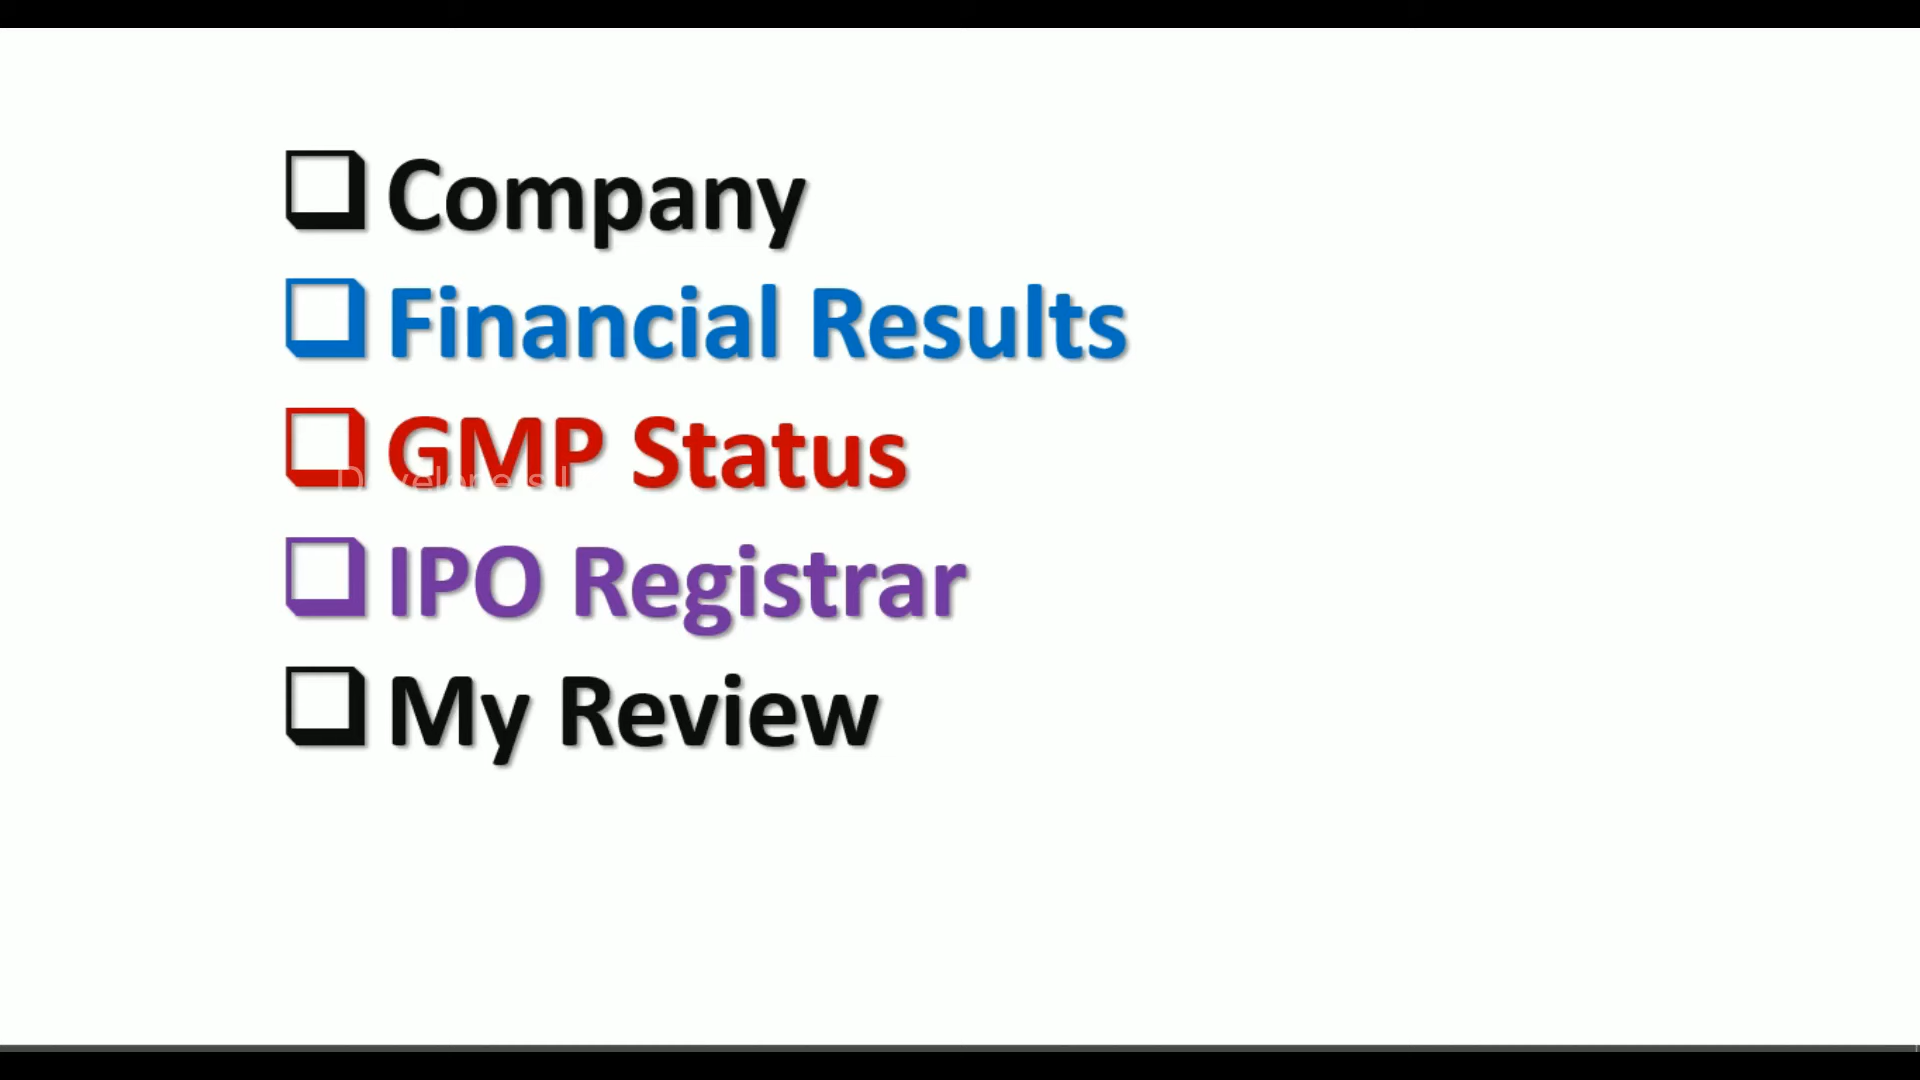 Company
Financial Results
GMP Status
IPO Registrar
My Review